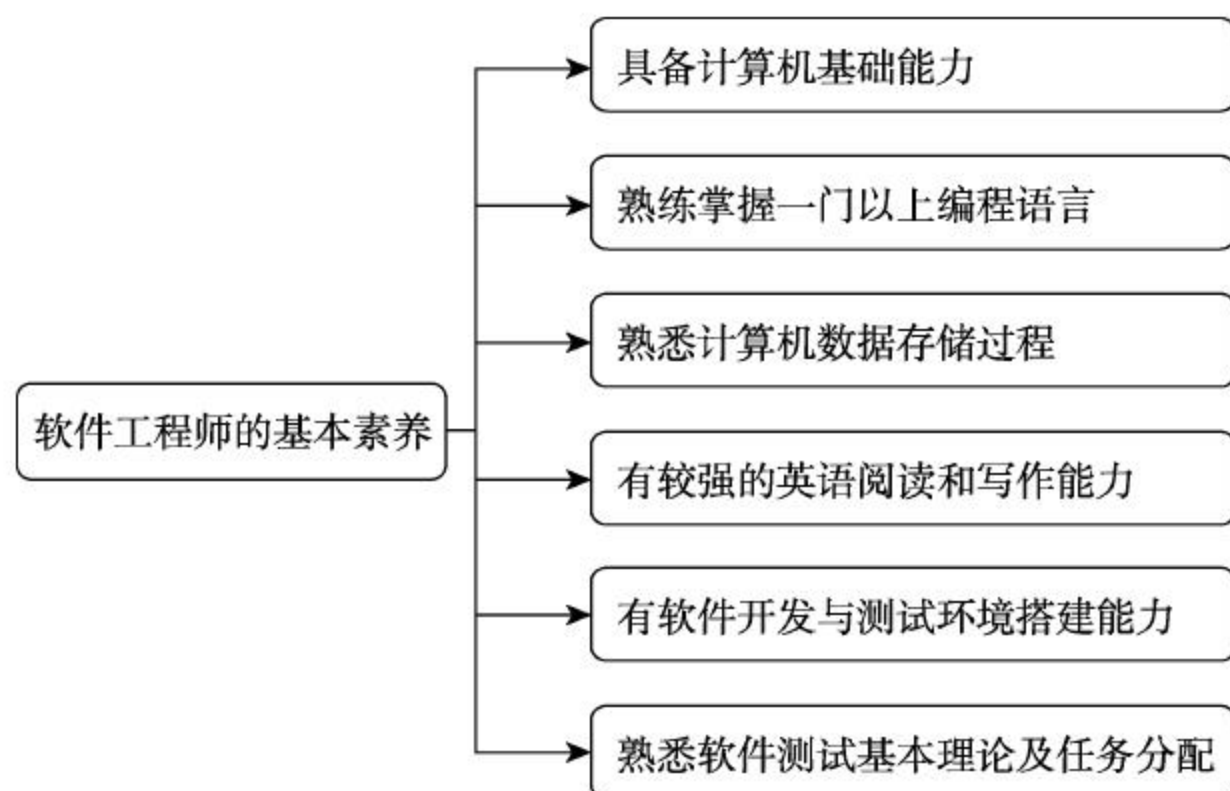 具备计算机基础能力
熟练掌握一门以上编程语言
熟悉计算机数据存储过程
软件工程师的基本素养
有较强的英语阅读和写作能力
有软件开发与测试环境搭建能力
熟悉软件测试基本理论及任务分配